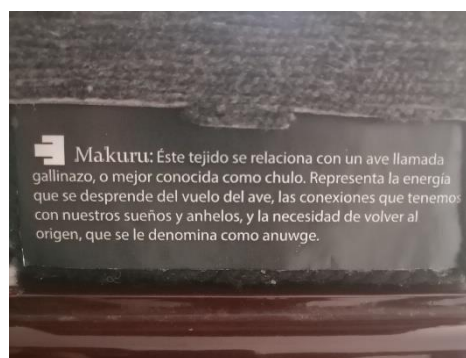 Makuru: Éste tejido se relaciona con un ave llamada
gallinazo, o mejor conocida como chulo. Representa la energía
que se desprende del vuelo del ave, las conexiones que tenemos
con nuestros sueños y anhelos, y la necesidad de volver al
origen, que se le denomina como anuwge.